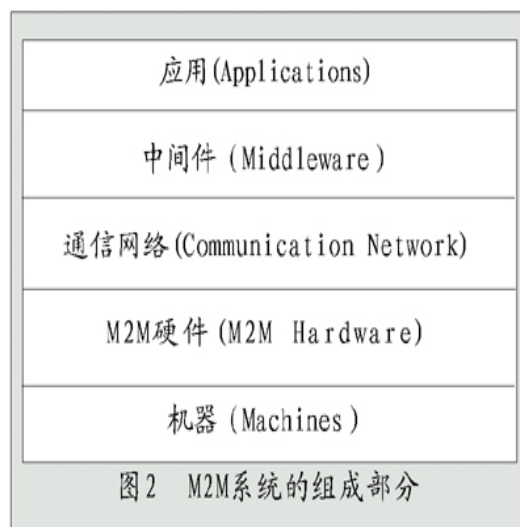 应用(Applications)
中间件 (Middleware)
通信网络(Communication Network)
M2M硬件 (M2M Hardware)
机器 (Machines)
图2 M2M系统的组成部分